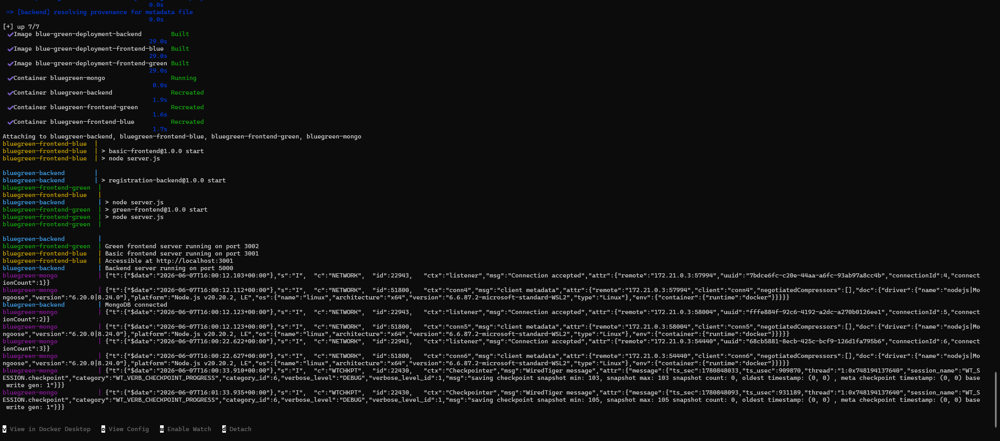 0.0s
=> [backend] resolving provenance for metadata file
0.0s
[+] up 7/7
✔Image blue-green-deployment-backend Built
29.0s
✔Image blue-green-deployment-frontend-blue Built
29.0s
✔Image blue-green-deployment-frontend-green Built
29.0s
✔Container bluegreen-mongo Running
0.0s
✔Container bluegreen-backend Recreated
1.9s
✔Container bluegreen-frontend-green Recreated
1.6s
✔Container bluegreen-frontend-blue Recreated
1.7s
Attaching to bluegreen-backend, bluegreen-frontend-blue, bluegreen-frontend-green, bluegreen-mongo
bluegreen-frontend-blue |
bluegreen-frontend-blue | > basic-frontend@1.0.0 start
bluegreen-frontend-blue | > node server.js
bluegreen-backend |
bluegreen-backend | > registration-backend@1.0.0 start
bluegreen-frontend-green |
bluegreen-frontend-blue |
bluegreen-backend | > node server.js
bluegreen-frontend-green | > green-frontend@1.0.0 start
bluegreen-frontend-green | > node server.js
bluegreen-frontend-green |
bluegreen-backend |
bluegreen-frontend-green | Green frontend server running on port 3002
bluegreen-frontend-blue | Basic frontend server running on port 3001
bluegreen-frontend-blue | Accessible at http://localhost:3001
bluegreen-backend | Backend server running on port 5000
bluegreen-mongo | {"t":{"$date":"2026-06-07T16:00:12.103+00:00"},"s":"I", "c":"NETWORK", "id":22943, "ctx":"listener","msg":"Connection accepted","attr":{"remote":"172.21.0.3:57994","uuid":"7bdce6fc-c20e-44aa-a6fc-93ab97a8cc4b","connectionId":4,"connect
ionCount":1}}
bluegreen-mongo | {"t":{"$date":"2026-06-07T16:00:12.112+00:00"},"s":"I", "c":"NETWORK", "id":51800, "ctx":"conn4","msg":"client metadata","attr":{"remote":"172.21.0.3:57994","client":"conn4","negotiatedCompressors":[],"doc":{"driver":{"name":"nodejs|Mo
ngoose","version":"6.20.0|8.24.0"},"platform":"Node.js v20.20.2, LE","os":{"name":"linux","architecture":"x64","version":"6.6.87.2-microsoft-standard-WSL2","type":"Linux"},"env":{"container":{"runtime":"docker"}}}}}
bluegreen-backend | MongoDB connected
bluegreen-mongo | {"t":{"$date":"2026-06-07T16:00:12.123+00:00"},"s":"I", "c":"NETWORK", "id":22943, "ctx":"listener","msg":"Connection accepted","attr":{"remote":"172.21.0.3:58004","uuid":"fffe884f-92c6-4192-a2dc-a270b0126ee1","connectionId":5,"connect
ionCount":2}}
bluegreen-mongo | {"t":{"$date":"2026-06-07T16:00:12.123+00:00"},"s":"I", "c":"NETWORK", "id":51800, "ctx":"conn5","msg":"client metadata","attr":{"remote":"172.21.0.3:58004","client":"conn5","negotiatedCompressors":[],"doc":{"driver":{"name":"nodejs|Mo
ngoose","version":"6.20.0|8.24.0"},"platform":"Node.js v20.20.2, LE","os":{"name":"linux","architecture":"x64","version":"6.6.87.2-microsoft-standard-WSL2","type":"Linux"},"env":{"container":{"runtime":"docker"}}}}}
bluegreen-mongo | {"t":{"$date":"2026-06-07T16:00:22.622+00:00"},"s":"I", "c":"NETWORK", "id":22943, "ctx":"listener","msg":"Connection accepted","attr":{"remote":"172.21.0.3:54440","uuid":"68cb5881-8ecb-425c-bcf9-126d1fa795b6","connectionId":6,"connect
ionCount":3}}
bluegreen-mongo | {"t":{"$date":"2026-06-07T16:00:22.627+00:00"},"s":"I", "c":"NETWORK", "id":51800, "ctx":"conn6","msg":"client metadata","attr":{"remote":"172.21.0.3:54440","client":"conn6","negotiatedCompressors":[],"doc":{"driver":{"name":"nodejs|Mo
ngoose","version":"6.20.0|8.24.0"},"platform":"Node.js v20.20.2, LE","os":{"name":"linux","architecture":"x64","version":"6.6.87.2-microsoft-standard-WSL2","type":"Linux"},"env":{"container":{"runtime":"docker"}}}}}
bluegreen-mongo | {"t":{"$date":"2026-06-07T16:00:33.910+00:00"},"s":"I", "c":"WTCHKPT", "id":22430, "ctx":"Checkpointer","msg":"WiredTiger message","attr":{"message":{"ts_sec":1780848033,"ts_usec":909870,"thread":"1:0x748194137640","session_name":"WT_S
ESSION.checkpoint","category":"WT_VERB_CHECKPOINT_PROGRESS","category_id":6,"verbose_level":"DEBUG","verbose_level_id":1,"msg":"saving checkpoint snapshot min: 103, snapshot max: 103 snapshot count: 0, oldest timestamp: (0, 0) , meta checkpoint timestamp: (0, 0) base
write gen: 1"}}}
bluegreen-mongo | {"t":{"$date":"2026-06-07T16:01:33.935+00:00"},"s":"I", "c":"WTCHKPT", "id":22430, "ctx":"Checkpointer","msg":"WiredTiger message","attr":{"message":{"ts_sec":1780848093,"ts_usec":931189,"thread":"1:0x748194137640","session_name":"WT_S
ESSION.checkpoint","category":"WT_VERB_CHECKPOINT_PROGRESS","category_id":6,"verbose_level":"DEBUG","verbose_level_id":1,"msg":"saving checkpoint snapshot min: 105, snapshot max: 105 snapshot count: 0, oldest timestamp: (0, 0) , meta checkpoint timestamp: (0, 0) base
write gen: 1"}}}
v View in Docker Desktop o View Config w Enable Watch d Detach